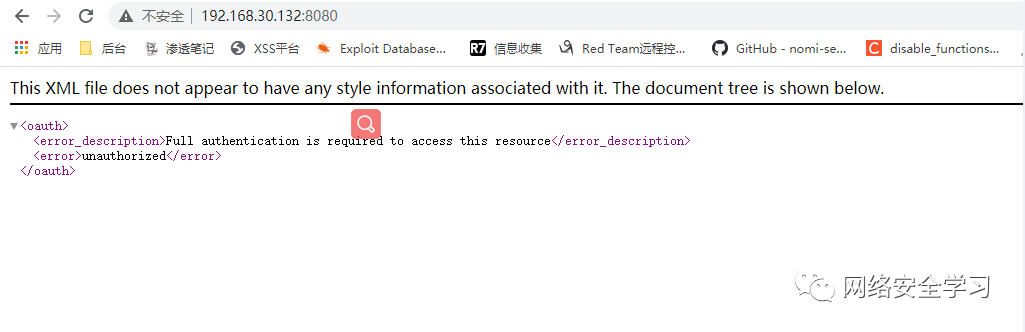 不安全 192.168.30.132:8080
应用 后台 渗透笔记 XSS平台 Exploit Database... R7 信息收集 Red Team远程控... GitHub - nomi-se... C disable_functions...
This XML file does not appear to have any style information associated with it. The document tree is shown below.
<oauth>
<error_description>Full authentication is required to access this resource</error_description>
<error>unauthorized</error>
</oauth>
网络安全学习